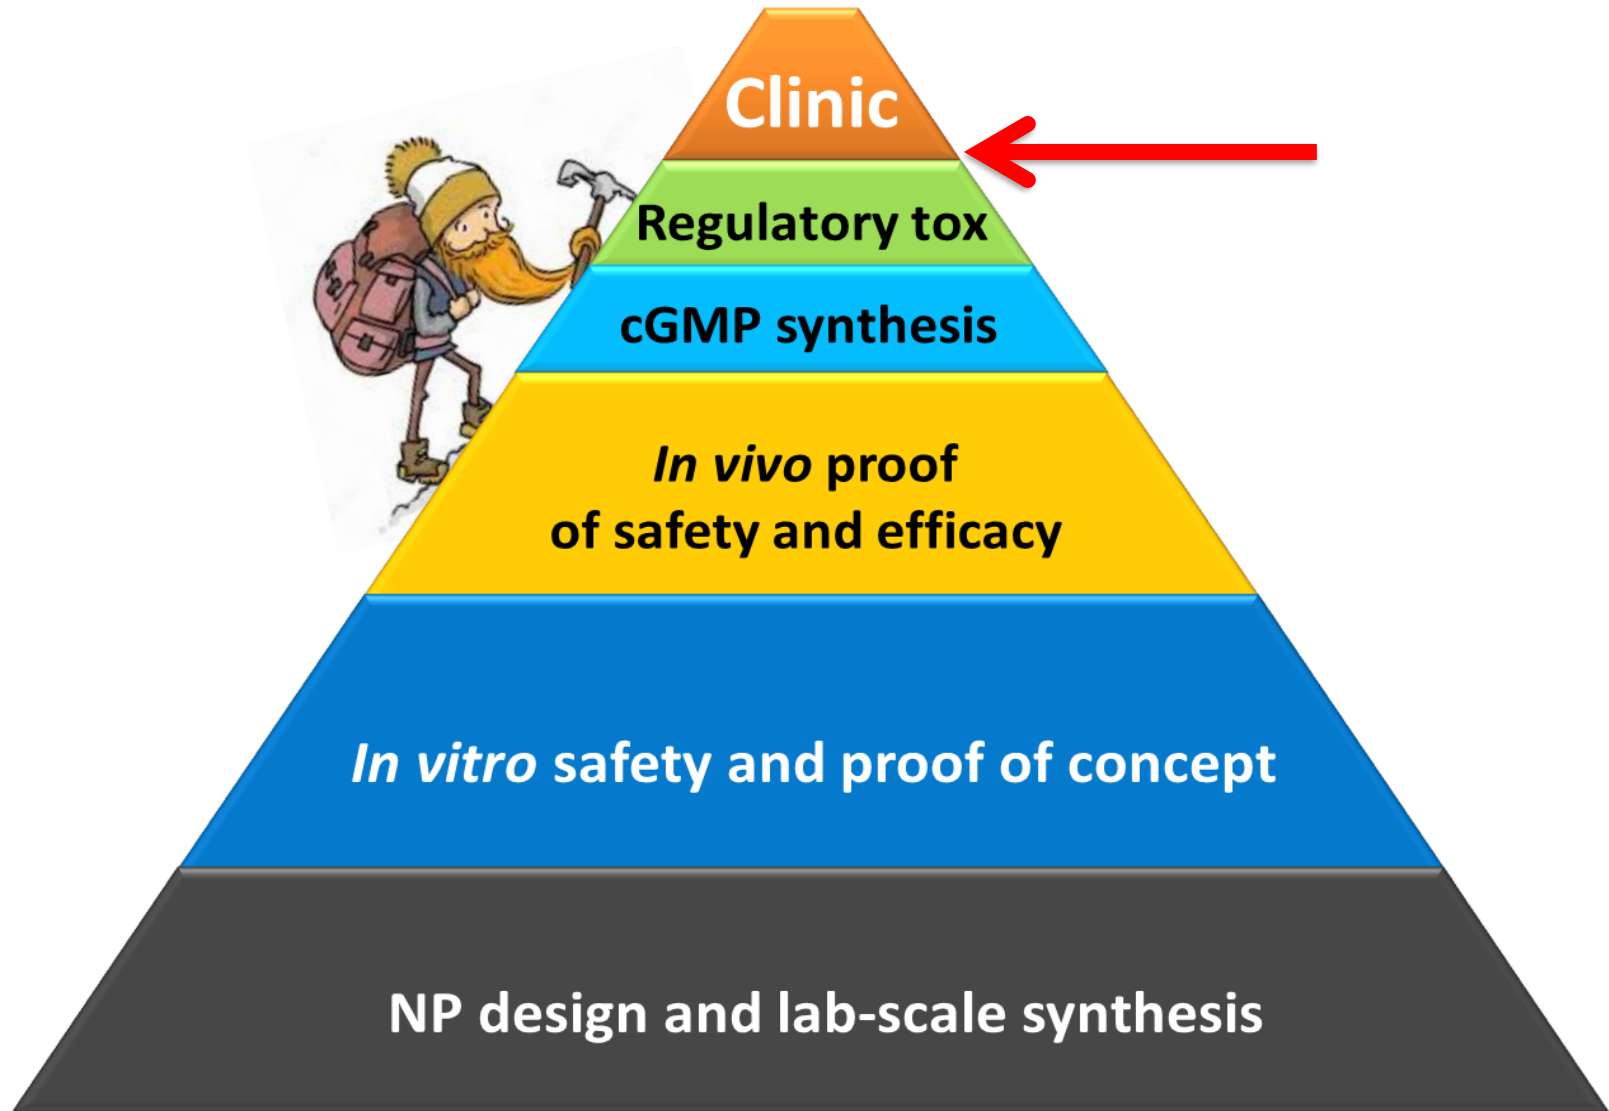 Clinic
Regulatory tox
cGMP synthesis
In vivo proof
of safety and efficacy
In vitro safety and proof of concept
NP design and lab-scale synthesis